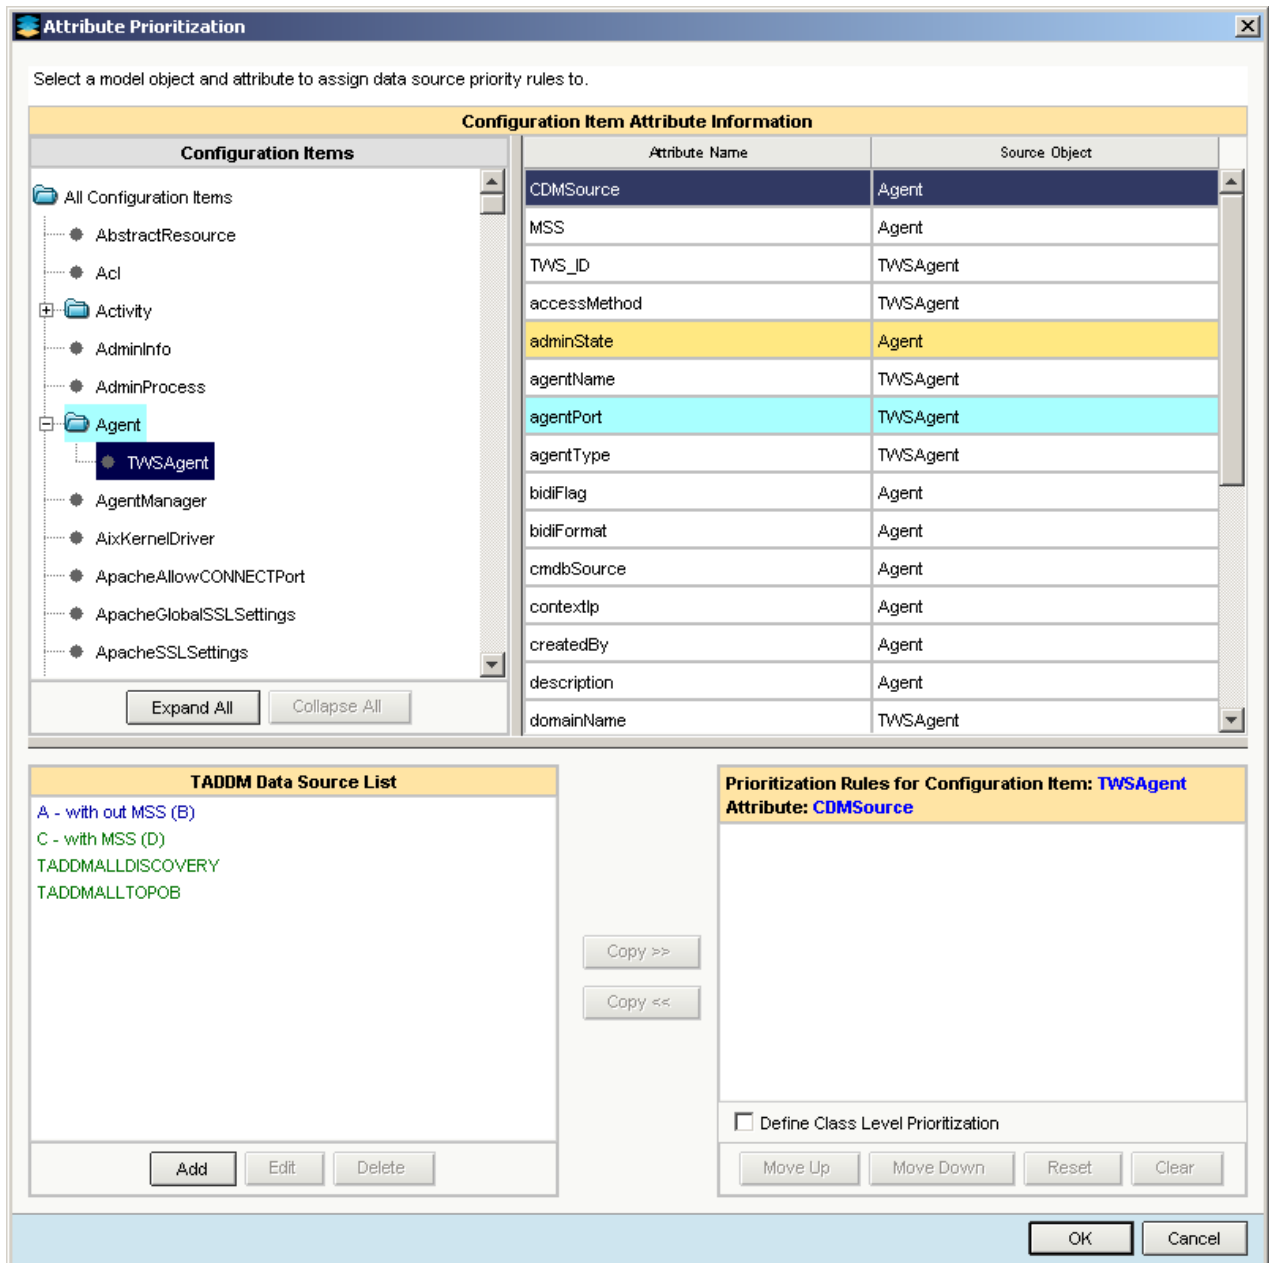 Attribute Prioritization
Select a model object and attribute to assign data source priority rules to.
Configuration Item Attribute Information
Configuration Items
Attribute Name Source Object
All Configuration Items
AbstractResource
Acl
Activity
AdminInfo
AdminProcess
Agent
TWSAgent
AgentManager
AixKernelDriver
ApacheAllowCONNECTPort
ApacheGlobalSSLSettings
ApacheSSLSettings
Expand All Collapse All
CDMSource Agent
MSS Agent
TWS_ID TWSAgent
accessMethod TWSAgent
adminState Agent
agentName TWSAgent
agentPort TWSAgent
agentType TWSAgent
bidiFlag Agent
bidiFormat Agent
cmdbSource Agent
contextIp Agent
createdBy Agent
description Agent
domainName TWSAgent
TADDM Data Source List
A - with out MSS (B)
C - with MSS (D)
TADDMALLDISCOVERY
TADDMALLTOPOB
Add Edit Delete
Copy >>
Copy <<
Prioritization Rules for Configuration Item: TWSAgent
Attribute: CDMSource
Define Class Level Prioritization
Move Up Move Down Reset Clear
OK Cancel